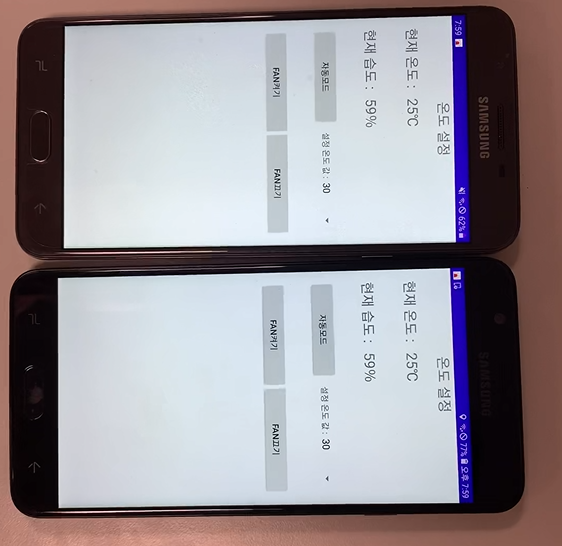 SAMSUNG
7:59 62%
온도 설정
현재 온도 : 25℃
현재 습도 : 59%
자동모드 설정 온도 값 : 30
FAN켜기 FAN끄기
SAMSUNG
77% 오후 7:59
온도 설정
현재 온도 : 25℃
현재 습도 : 59%
자동모드 설정 온도 값 : 30
FAN켜기 FAN끄기